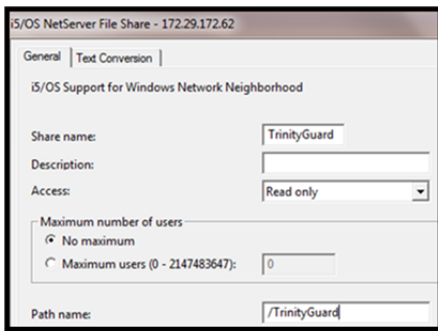 i5/OS NetServer File Share - 172.29.172.62
General Text Conversion
i5/OS Support for Windows Network Neighborhood
Share name: TrinityGuard
Description:
Access: Read only
Maximum number of users
No maximum
Maximum users (0 - 2147483647): 0
Path name: /TrinityGuard